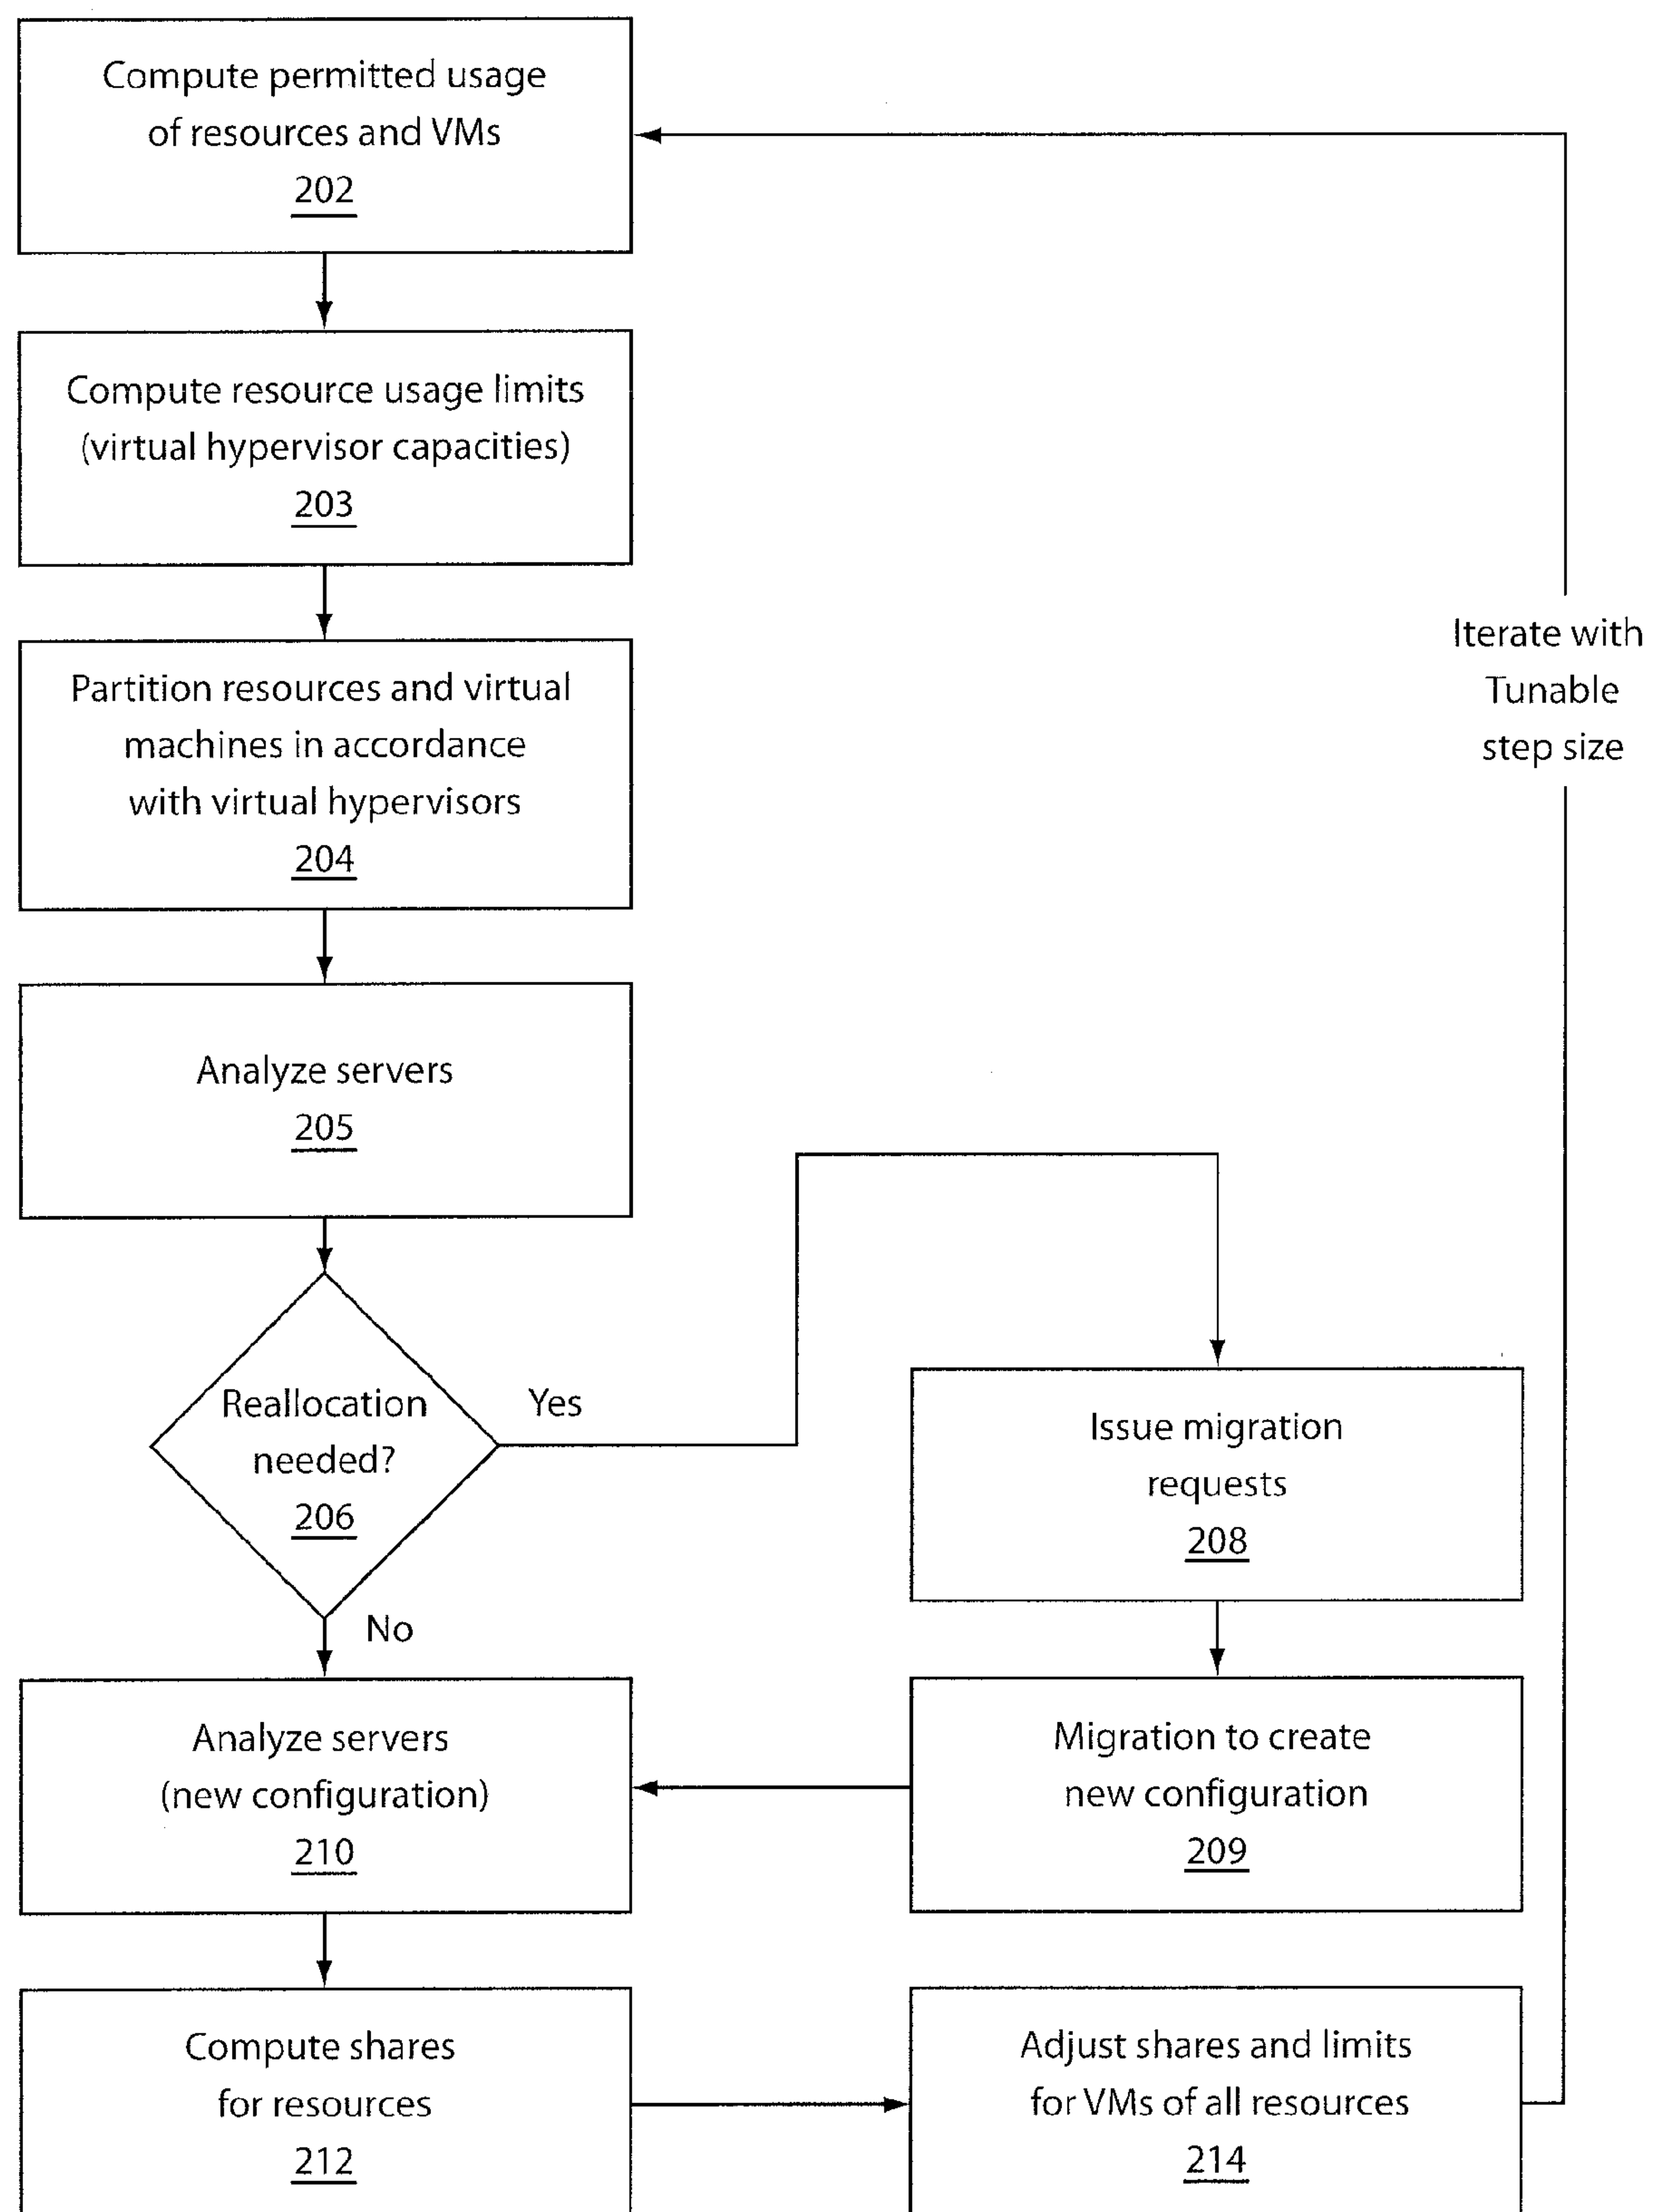 Compute permitted usage
of resources and VMs
202
Compute resource usage limits
(virtual hypervisor capacities)
203
Partition resources and virtual
machines in accordance
with virtual hypervisors
204
Iterate with
Tunable
step size
Analyze servers
205
Reallocation
needed?
206
Yes
No
Issue migration
requests
208
Migration to create
new configuration
209
Analyze servers
(new configuration)
210
Compute shares
for resources
212
Adjust shares and limits
for VMs of all resources
214